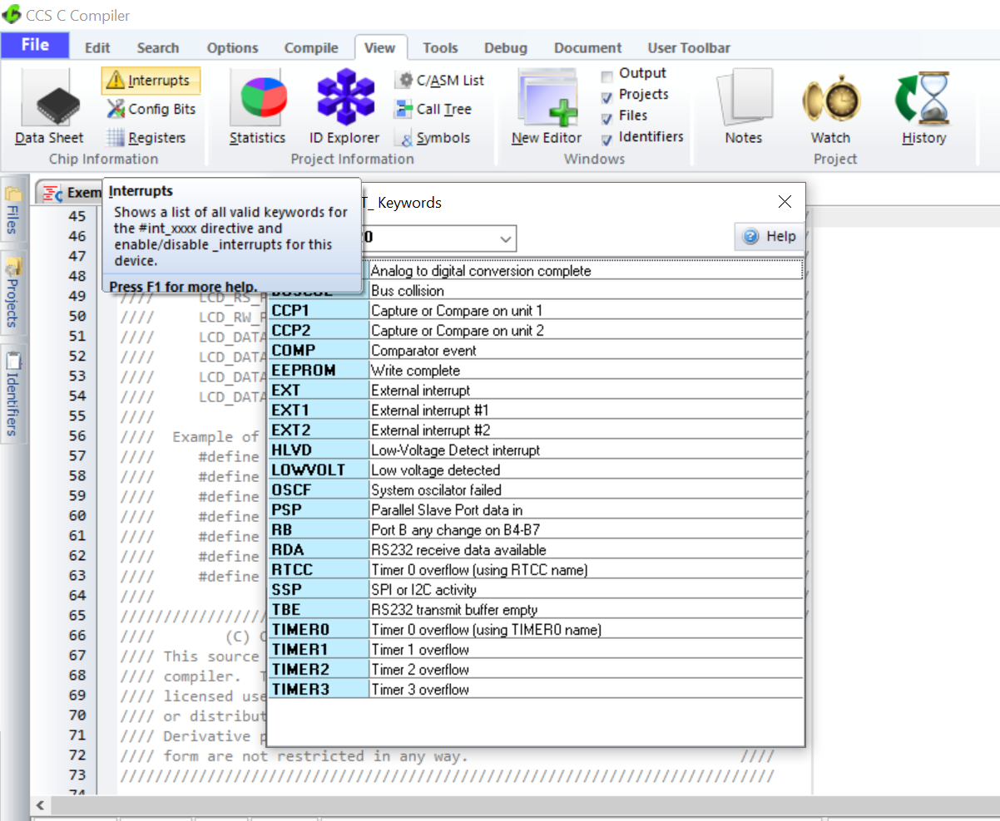 CCS C Compiler
File Edit Search Options Compile View Tools Debug Document User Toolbar
Interrupts C/ASM List Output
Config Bits Call Tree Projects
Files
Data Sheet Registers Statistics ID Explorer Symbols New Editor Identifiers Notes Watch History
Chip Information Project Information Windows Project
Files
Projects
Identifiers
Exem
Interrupts
Shows a list of all valid keywords for
the #int_xxxx directive and
enable/disable _interrupts for this
device.
Press F1 for more help.
T_ Keywords
0
Help
Analog to digital conversion complete
Bus collision
CCP1 Capture or Compare on unit 1
CCP2 Capture or Compare on unit 2
COMP Comparator event
EEPROM Write complete
EXT External interrupt
EXT1 External interrupt #1
EXT2 External interrupt #2
HLVD Low-Voltage Detect interrupt
LOWVOLT Low voltage detected
OSCF System oscilator failed
PSP Parallel Slave Port data in
RB Port B any change on B4-B7
RDA RS232 receive data available
RTCC Timer 0 overflow (using RTCC name)
SSP SPI or I2C activity
TBE RS232 transmit buffer empty
TIMER0 Timer 0 overflow (using TIMER0 name)
TIMER1 Timer 1 overflow
TIMER2 Timer 2 overflow
TIMER3 Timer 3 overflow
45
46
47
48
49 //// LCD_RS_P
50 //// LCD_RW_P
51 //// LCD_DATA
52 //// LCD_DATA
53 //// LCD_DATA
54 //// LCD_DATA
55 ////
56 //// Example of
57 //// #define
58 //// #define
59 //// #define
60 //// #define
61 //// #define
62 //// #define
63 //// #define
64 ////
65 /////////////////
66 //// (C) C
67 //// This source
68 //// compiler. T
69 //// licensed use
70 //// or distribut
71 //// Derivative p
72 //// form are not restricted in any way. ////
73 ////////////////////////////////////////////////////////////////////////////
74